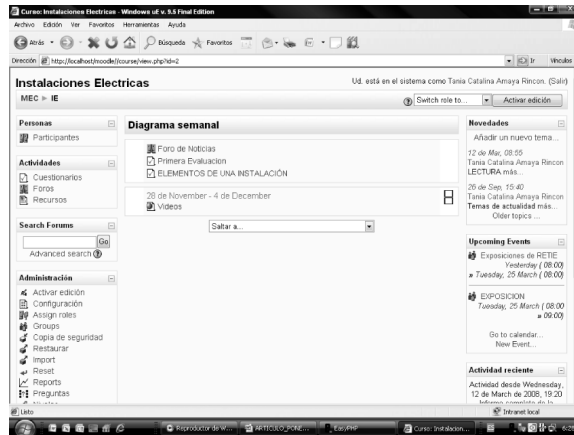 Curso: Instalaciones Electricas - Windows uE v. 9.5 Final Edition
Archivo Edición Ver Favoritos Herramientas Ayuda
Atrás Búsqueda Favoritos
Dirección http://localhost/moodle//course/view.php?id=2 Ir Vínculos
Instalaciones Electricas
Ud. está en el sistema como Tania Catalina Amaya Rincon. (Salir)
MEC ► IE
Switch role to... Activar edición
Personas
Participantes
Actividades
Cuestionarios
Foros
Recursos
Search Forums
Go
Advanced search
Administración
Activar edición
Configuración
Assign roles
Groups
Copia de seguridad
Restaurar
Import
Reset
Reports
Preguntas
Diagrama semanal
Foro de Noticias
Primera Evaluacion
ELEMENTOS DE UNA INSTALACIÓN
28 de November - 4 de December
Videos
Saltar a...
Novedades
Añadir un nuevo tema...
12 de Mar, 08:55
Tania Catalina Amaya Rincon
LECTURA más...
26 de Sep, 15:40
Tania Catalina Amaya Rincon
Temas de actualidad más...
Older topics ...
Upcoming Events
Exposiciones de RETIE
Yesterday ( 08:00)
» Tuesday, 25 March ( 08:00)
EXPOSICION
Tuesday, 25 March ( 08:00
» 09:00)
Go to calendar...
New Event...
Actividad reciente
Actividad desde Wednesday,
12 de March de 2008, 19:20
Informe completo de la
Listo Intranet local
Reproductor de W... ARTICULO_PONE... EasyPHP Curso: Instalacion...